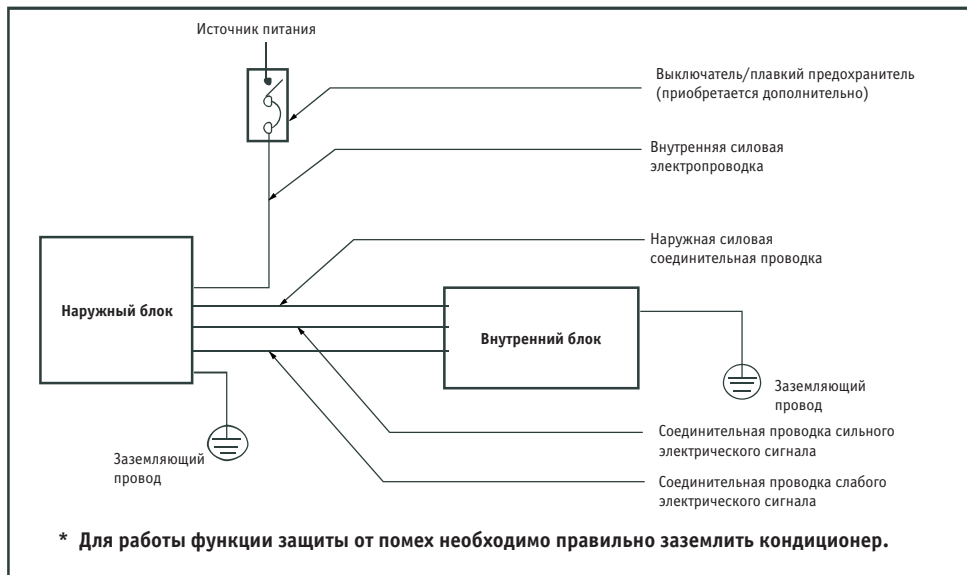 Источник питания
Выключатель/плавкий предохранитель
(приобретается дополнительно)
Внутренняя силовая
электропроводка
Наружная силовая
соединительная проводка
Наружный блок
Внутренний блок
Заземляющий
провод
Соединительная проводка сильного
электрического сигнала
Заземляющий
провод
Соединительная проводка слабого
электрического сигнала
* Для работы функции защиты от помех необходимо правильно заземлить кондиционер.